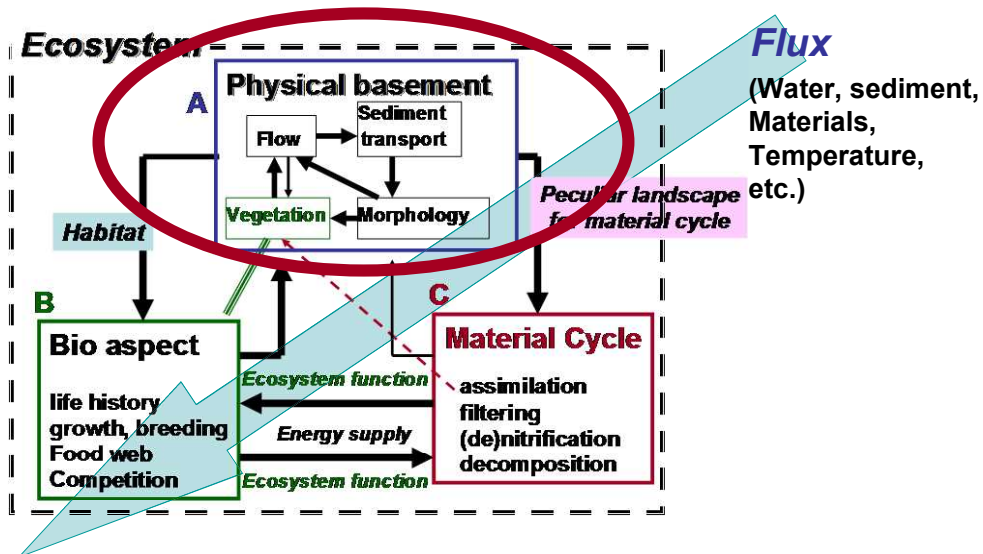 Ecosystem
Flux
(Water, sediment,
Materials,
Temperature,
etc.)
A
Physical basement
Flow
Sediment
transport
Vegetation
Morphology
Habitat
Peculiar landscape
for material cycle
B
Bio aspect
life history
growth, breeding
Food web
Competition
Ecosystem function
Energy supply
Ecosystem function
C
Material Cycle
assimilation
filtering
(de)nitrification
decomposition